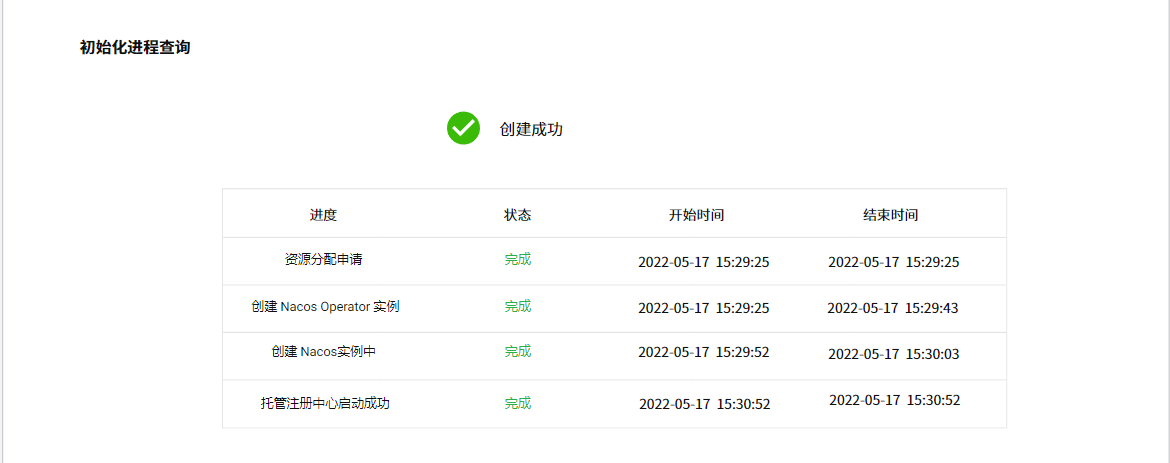 初始化进程查询
创建成功
进度 状态 开始时间 结束时间
资源分配申请 完成 2022-05-17 15:29:25 2022-05-17 15:29:25
创建 Nacos Operator 实例 完成 2022-05-17 15:29:25 2022-05-17 15:29:43
创建 Nacos实例中 完成 2022-05-17 15:29:52 2022-05-17 15:30:03
托管注册中心启动成功 完成 2022-05-17 15:30:52 2022-05-17 15:30:52